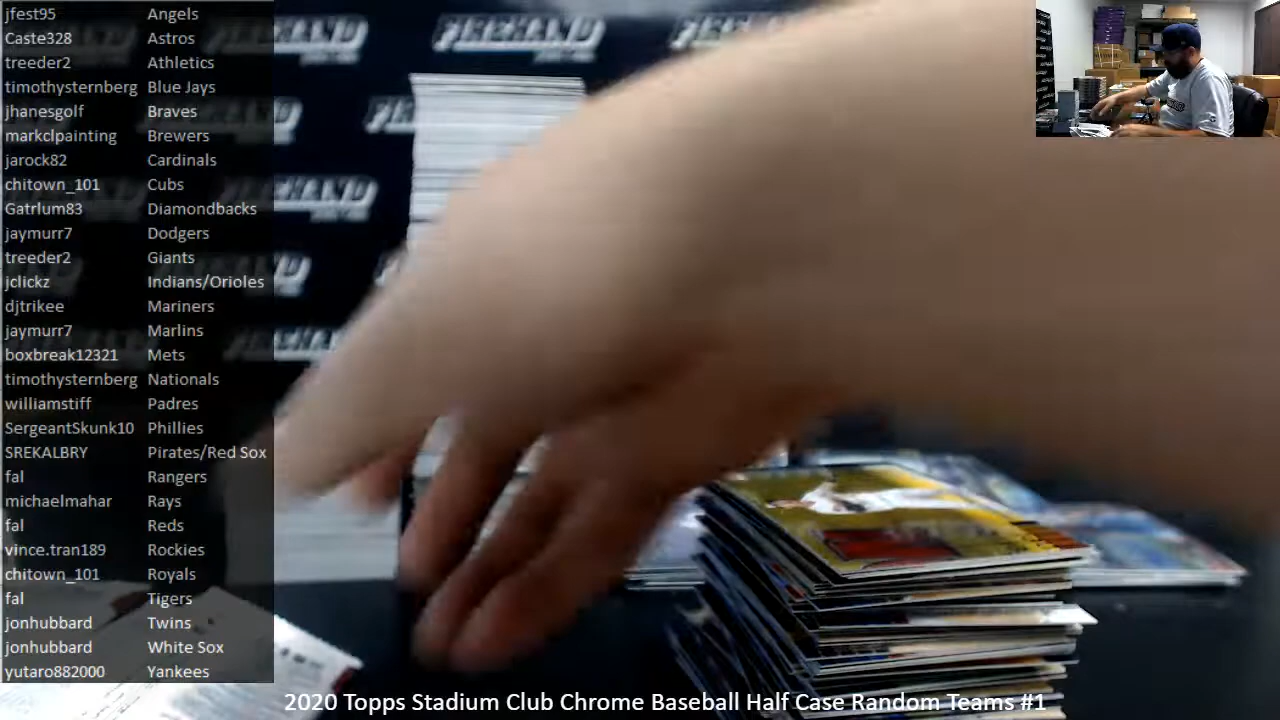 jfest95 Angels
Caste328 Astros
treeder2 Athletics
timothysternberg Blue Jays
jhanesgolf Braves
markclpainting Brewers
jarock82 Cardinals
chitown_101 Cubs
Gatrlum83 Diamondbacks
jaymurr7 Dodgers
treeder2 Giants
jclickz Indians/Orioles
djtrikee Mariners
jaymurr7 Marlins
boxbreak12321 Mets
timothysternberg Nationals
williamstiff Padres
SergeantSkunk10 Phillies
SREKALBRY Pirates/Red Sox
fal Rangers
michaelmahar Rays
fal Reds
vince.tran189 Rockies
chitown_101 Royals
fal Tigers
jonhubbard Twins
jonhubbard White Sox
yutaro882000 Yankees
2020 Topps Stadium Club Chrome Baseball Half Case Random Teams #1
FIREHAND